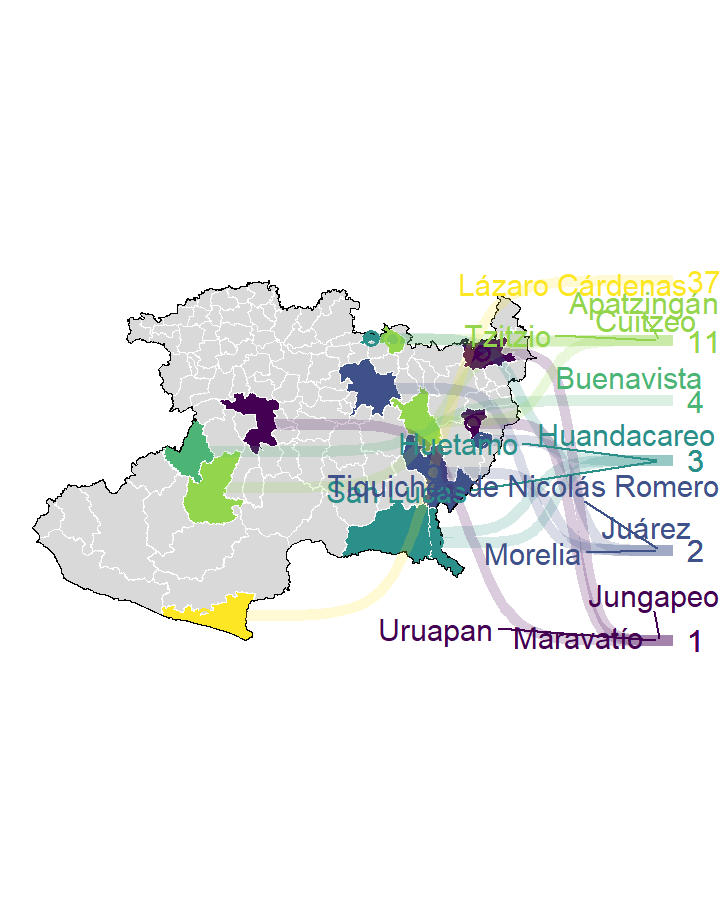 Lázaro Cárdenas 37
Apatzingán
Cuitzeo
Tzitzio 11
Buenavista
4
Huandacareo
Huetamo
3
Tiquicheo de Nicolás Romero
San Lucas
Juárez
Morelia 2
Jungapeo
Uruapan
Maravatío 1